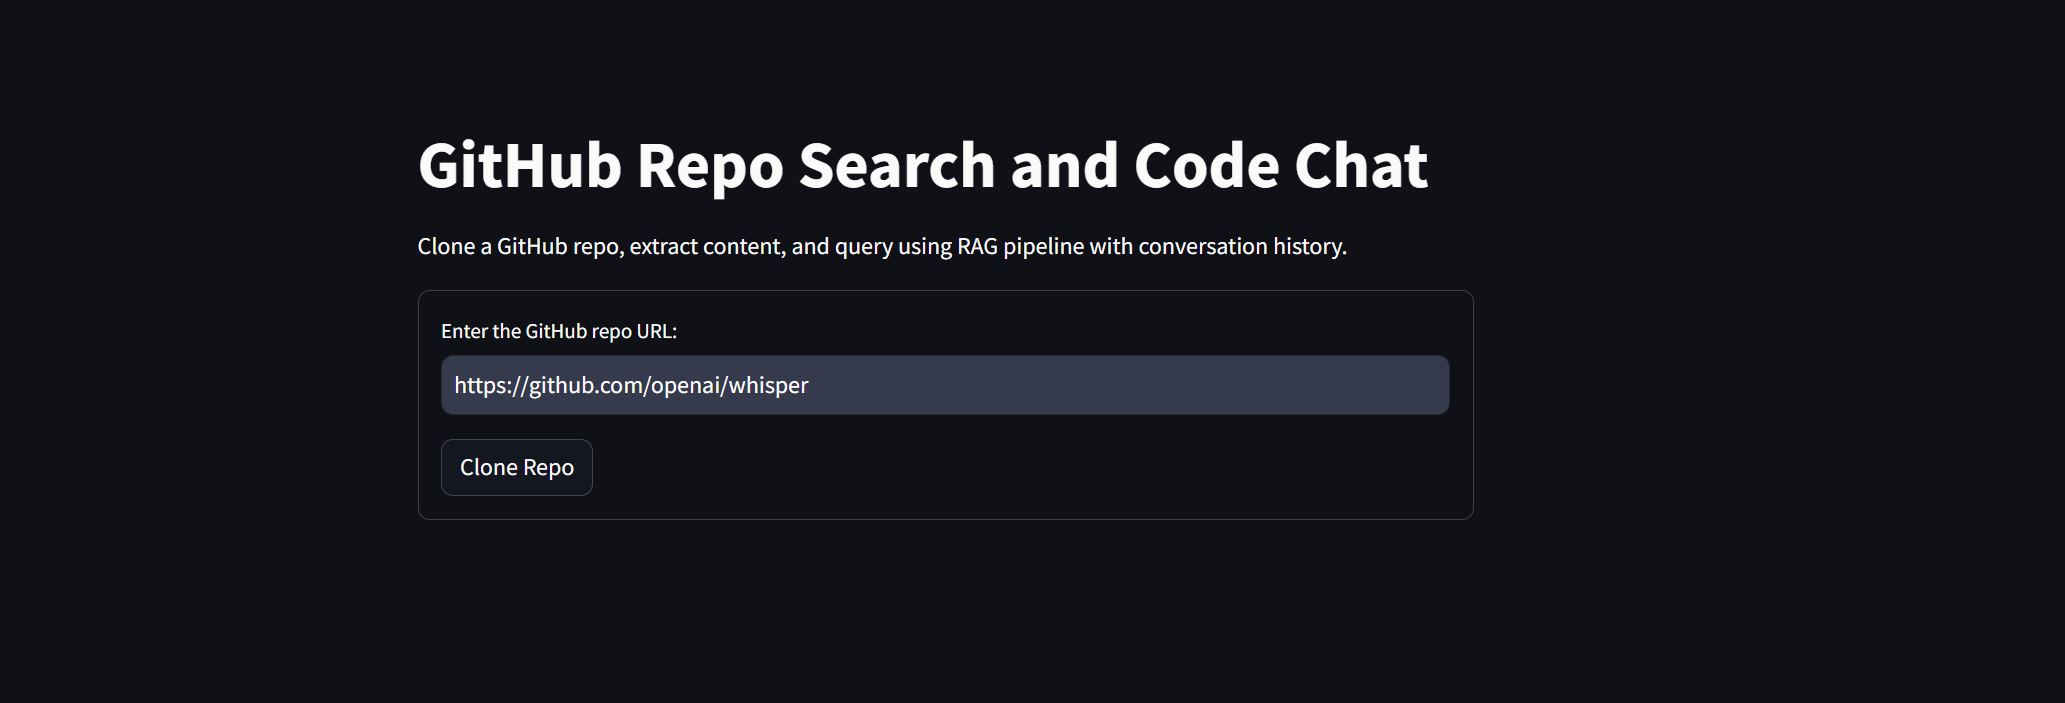 GitHub Repo Search and Code Chat
Clone a GitHub repo, extract content, and query using RAG pipeline with conversation history.
Enter the GitHub repo URL:
https://github.com/openai/whisper
Clone Repo